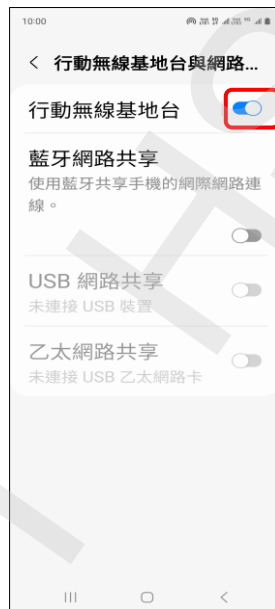 10:00
行動無線基地台與網路...
行動無線基地台
藍牙網路共享
使用藍牙共享手機的網際網路連
線。
USB 網路共享
未連接 USB 裝置
乙太網路共享
未連接 USB 乙太網路卡